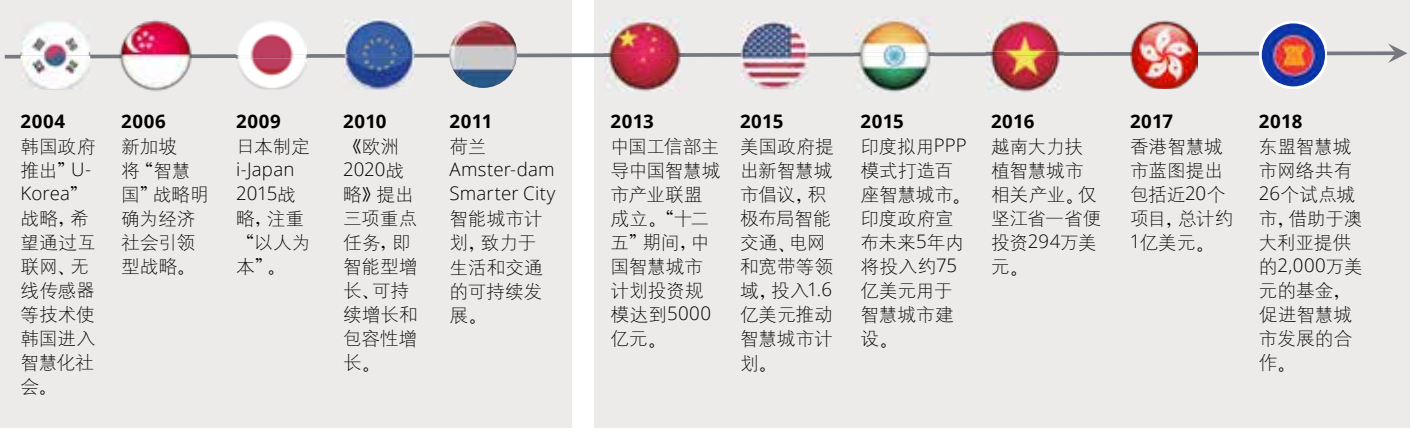 2004
韩国政府
推出”U-
Korea”
战略，希
望通过互
联网、无
线传感器
等技术使
韩国进入
智慧化社
会。
2006
新加坡
将“智慧
国”战略明
确为经济
社会引领
型战略。
2009
日本制定
i-Japan
2015战
略，注重
“以人为
本”。
2010
《欧洲
2020战
略》提出
三项重点
任务，即
智能型增
长、可持
续增长和
包容性增
长。
2011
荷兰
Amster-dam
Smarter City
智能城市计
划，致力于
生活和交通
的可持续发
展。
2013
中国工信部主
导中国智慧城
市产业联盟
成立。“十二
五”期间，中
国智慧城市
计划投资规
模达到5000
亿元。
2015
美国政府提
出新智慧城
市倡议，积
极布局智能
交通、电网
和宽带等领
域，投入1.6
亿美元推动
智慧城市计
划。
2015
印度拟用PPP
模式打造百
座智慧城市。
印度政府宣
布未来5年内
将投入约75
亿美元用于
智慧城市建
设。
2016
越南大力扶
植智慧城市
相关产业。仅
坚江省一省便
投资294万美
元。
2017
香港智慧城
市蓝图提出
包括近20个
项目，总计约
1亿美元。
2018
东盟智慧城
市网络共有
26个试点城
市，借助于澳
大利亚提供
的2,000万美
元的基金，
促进智慧城
市发展的合
作。